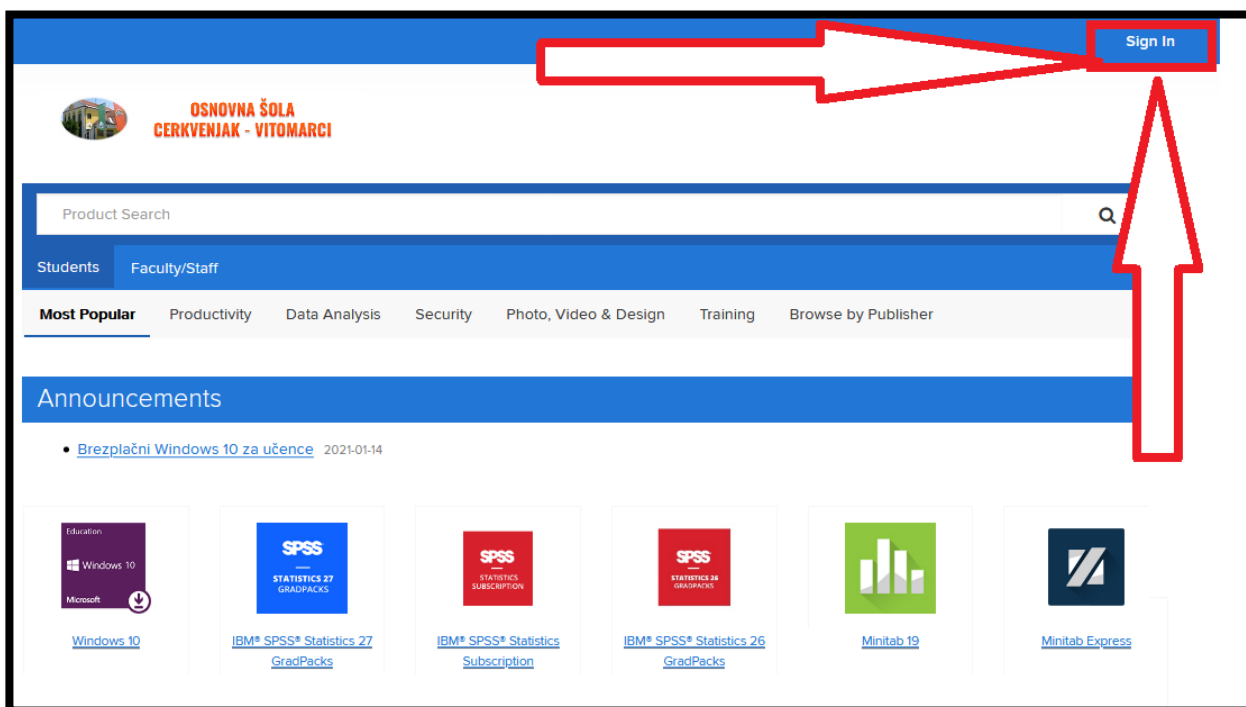 Sign In
OSNOVNA ŠOLA
CERKVENJAK - VITOMARCI
Product Search
Students Faculty/Staff
Most Popular Productivity Data Analysis Security Photo, Video & Design Training Browse by Publisher
Announcements
Brezplačni Windows 10 za učence 2021-01-14
Education
Windows 10
Microsoft
Windows 10
SPSS
STATISTICS 27
GRADPACKS
IBM® SPSS® Statistics 27
GradPacks
SPSS
STATISTICS
SUBSCRIPTION
IBM® SPSS® Statistics
Subscription
SPSS
STATISTICS 26
GRADPACKS
IBM® SPSS® Statistics 26
GradPacks
Minitab 19
Minitab Express